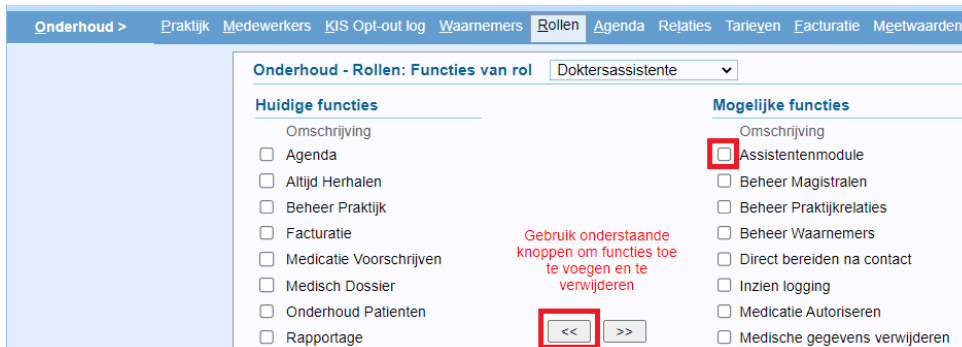 Onderhoud > Praktijk Medewerkers KIS Opt-out log Waarnemers Rollen Agenda Relaties Tarieven Facturatie Meetwaarden
Onderhoud - Rollen: Functies van rol Doktersassistente
Huidige functies
Omschrijving
Agenda
Altijd Herhalen
Beheer Praktijk
Facturatie
Medicatie Voorschrijven
Medisch Dossier
Onderhoud Patienten
Rapportage
Gebruik onderstaande
knoppen om functies toe
te voegen en te
verwijderen
<< >>
Mogelijke functies
Omschrijving
Assistentenmodule
Beheer Magistralen
Beheer Praktijkrelaties
Beheer Waarnemers
Direct bereiden na contact
Inzien logging
Medicatie Autoriseren
Medische gegevens verwijderen